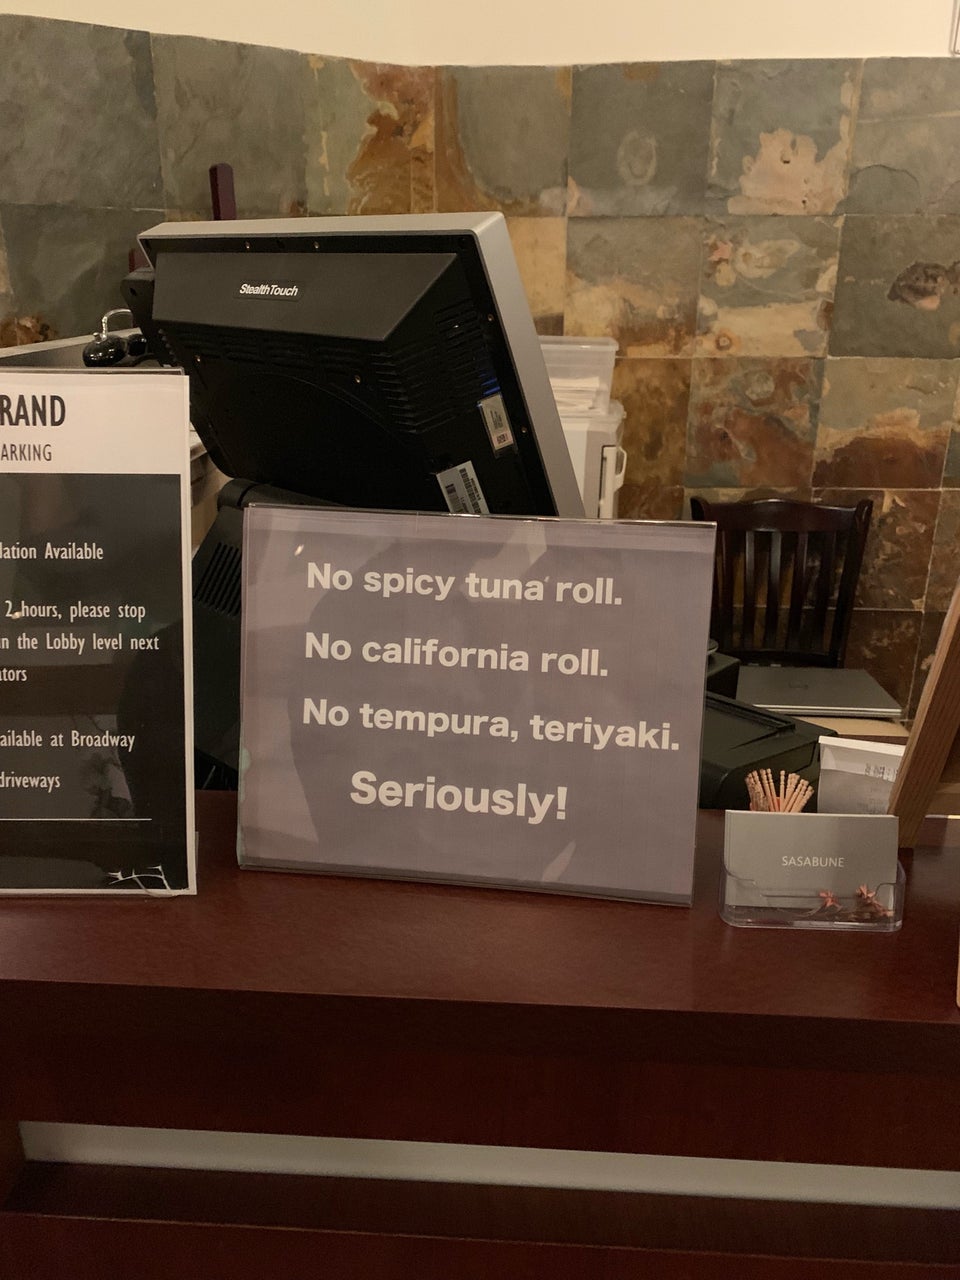 StealthTouch
RAND
ARKING
lation Available
2 hours, please stop
n the Lobby level next
ators
ailable at Broadway
driveways
No spicy tuna roll.
No california roll.
No tempura, teriyaki.
Seriously!
SASABUNE